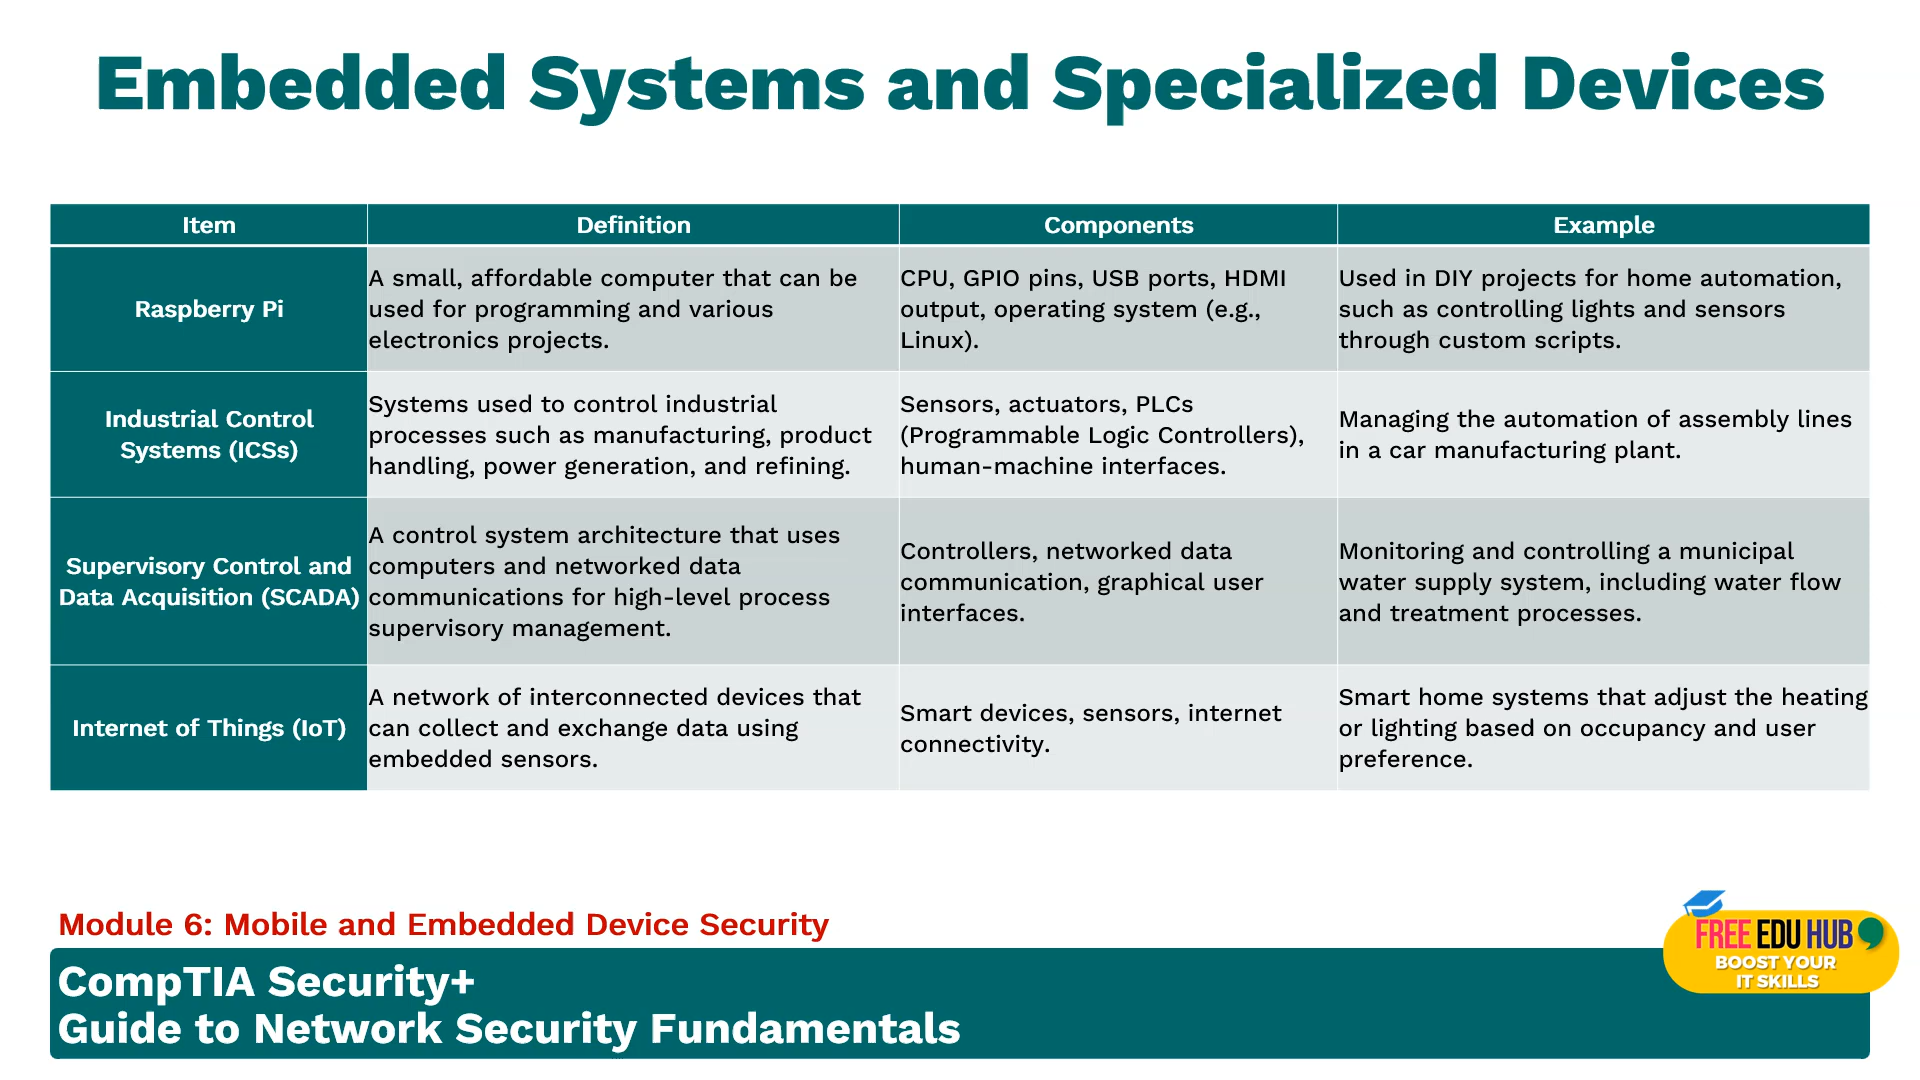 Embedded Systems and Specialized Devices
Item
Definition
Components
Example
Raspberry Pi
A small, affordable computer that can be
used for programming and various
electronics projects.
CPU, GPIO pins, USB ports, HDMI
output, operating system (e.g.,
Linux).
Used in DIY projects for home automation,
such as controlling lights and sensors
through custom scripts.
Industrial Control
Systems (ICSs)
Systems used to control industrial
processes such as manufacturing, product
handling, power generation, and refining.
Sensors, actuators, PLCs
(Programmable Logic Controllers),
human-machine interfaces.
Managing the automation of assembly lines
in a car manufacturing plant.
Supervisory Control and
Data Acquisition (SCADA)
A control system architecture that uses
computers and networked data
communications for high-level process
supervisory management.
Controllers, networked data
communication, graphical user
interfaces.
Monitoring and controlling a municipal
water supply system, including water flow
and treatment processes.
Internet of Things (IoT)
A network of interconnected devices that
can collect and exchange data using
embedded sensors.
Smart devices, sensors, internet
connectivity.
Smart home systems that adjust the heating
or lighting based on occupancy and user
preference.
Module 6: Mobile and Embedded Device Security
CompTIA Security+
Guide to Network Security Fundamentals
FREE EDU HUB
BOOST YOUR
IT SKILLS